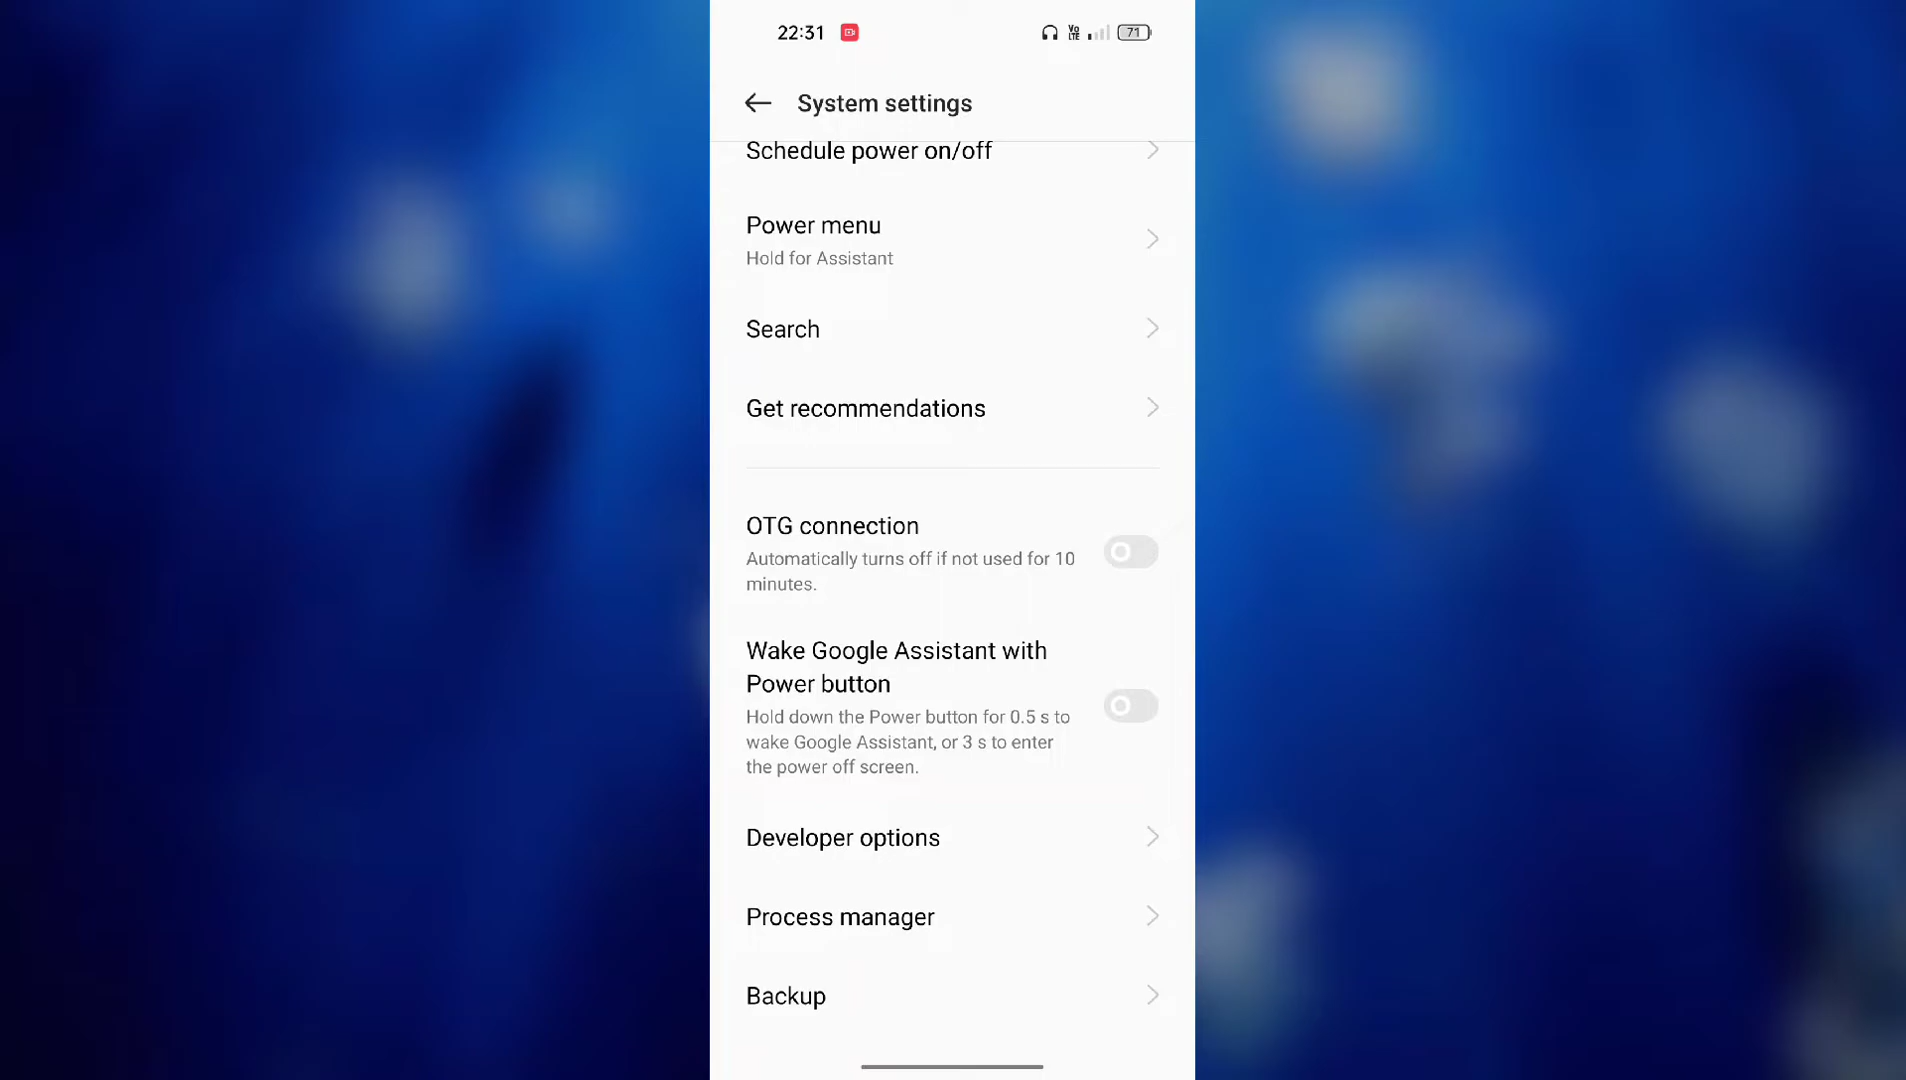 22:31
Vo LTE
71
System settings
Schedule power on/off
Power menu
Hold for Assistant
Search
Get recommendations
OTG connection
Automatically turns off if not used for 10
minutes.
Wake Google Assistant with
Power button
Hold down the Power button for 0.5 s to
wake Google Assistant, or 3 s to enter
the power off screen.
Developer options
Process manager
Backup